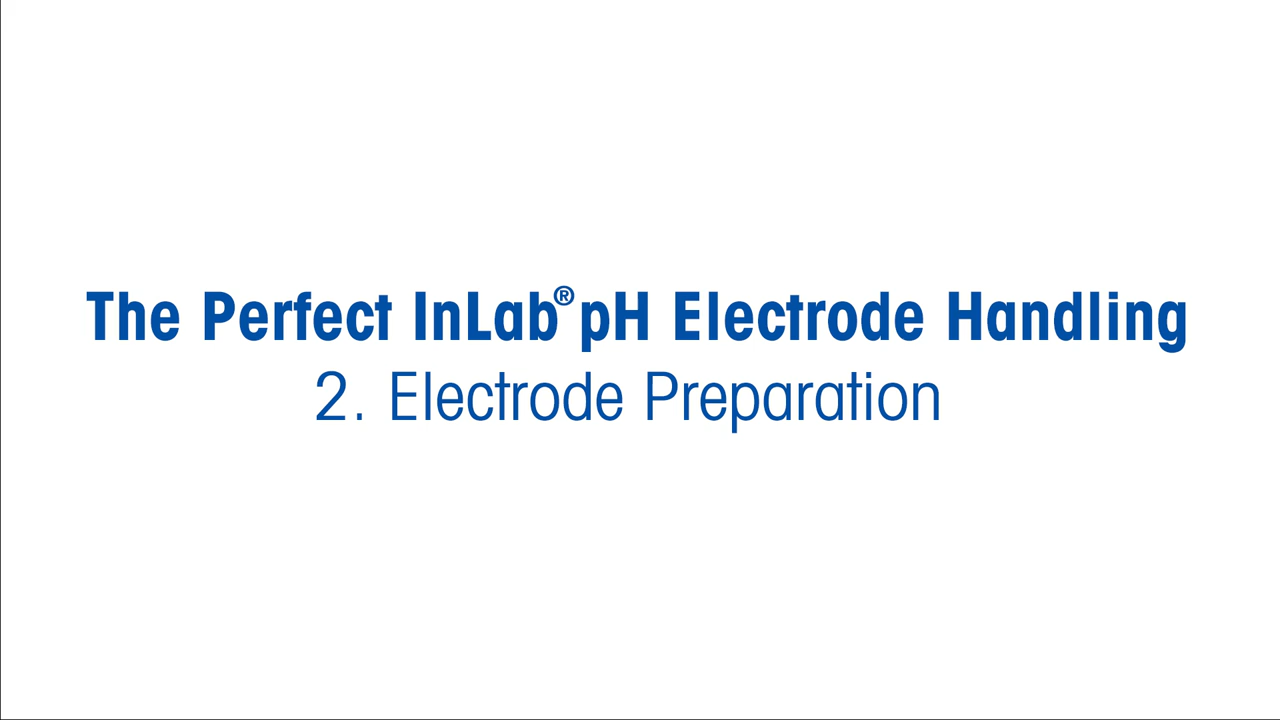 The Perfect InLab® pH Electrode Handling
2. Electrode Preparation